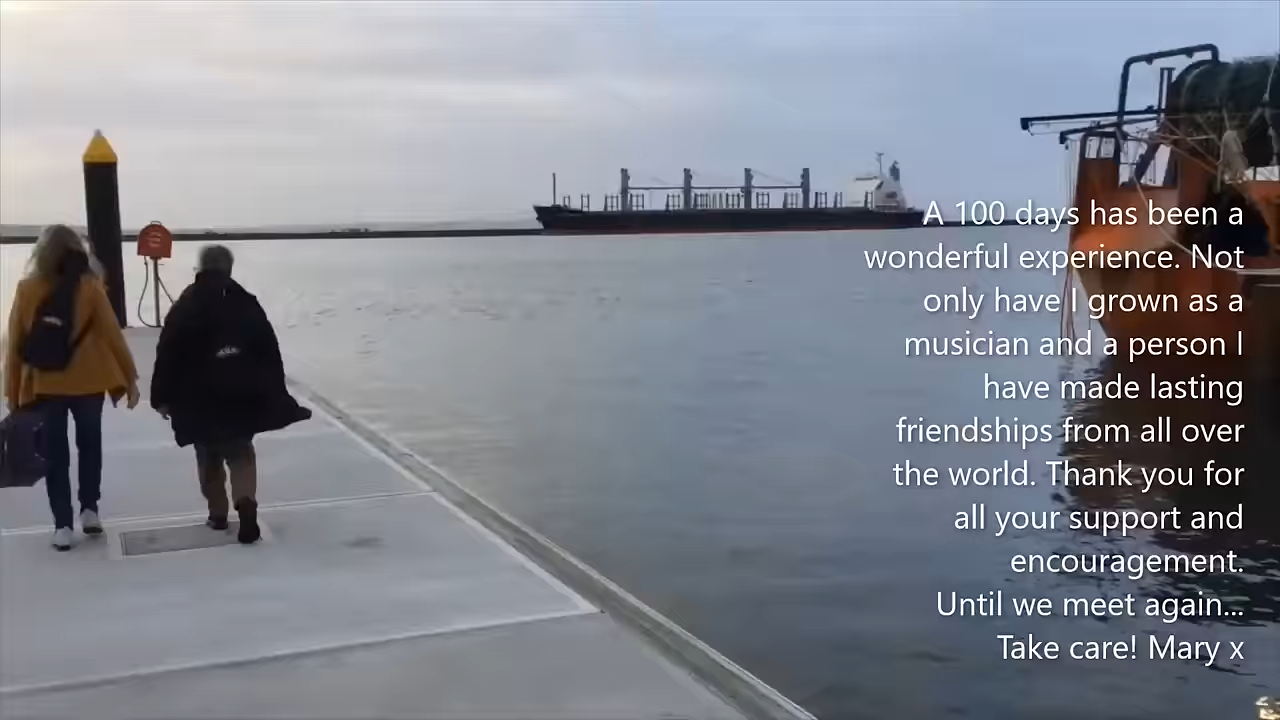 A 100 days has been a
wonderful experience. Not
only have I grown as a
musician and a person I
have made lasting
friendships from all over
the world. Thank you for
all your support and
encouragement.
Until we meet again...
Take care! Mary x